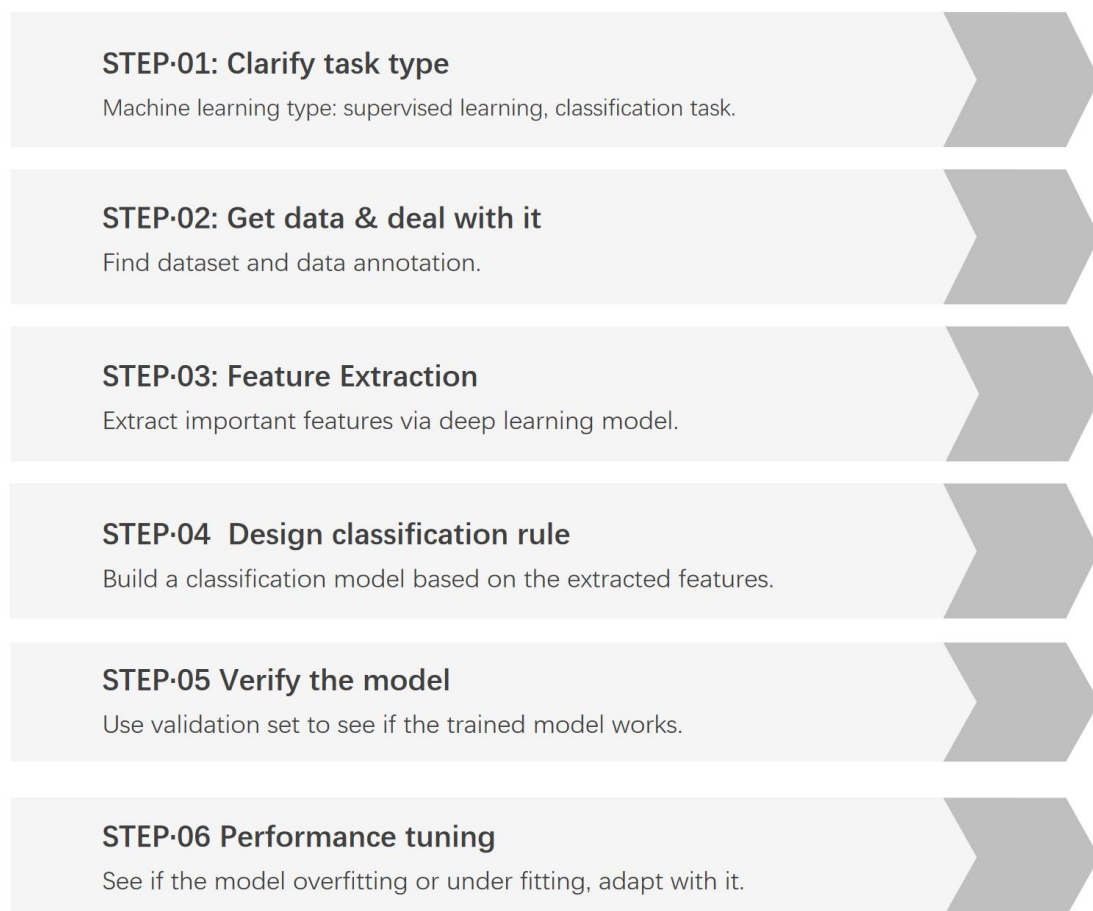 STEP·01: Clarify task type
Machine learning type: supervised learning, classification task.
STEP·02: Get data & deal with it
Find dataset and data annotation.
STEP·03: Feature Extraction
Extract important features via deep learning model.
STEP·04  Design classification rule
Build a classification model based on the extracted features.
STEP·05 Verify the model
Use validation set to see if the trained model works.
STEP·06 Performance tuning
See if the model overfitting or under fitting, adapt with it.